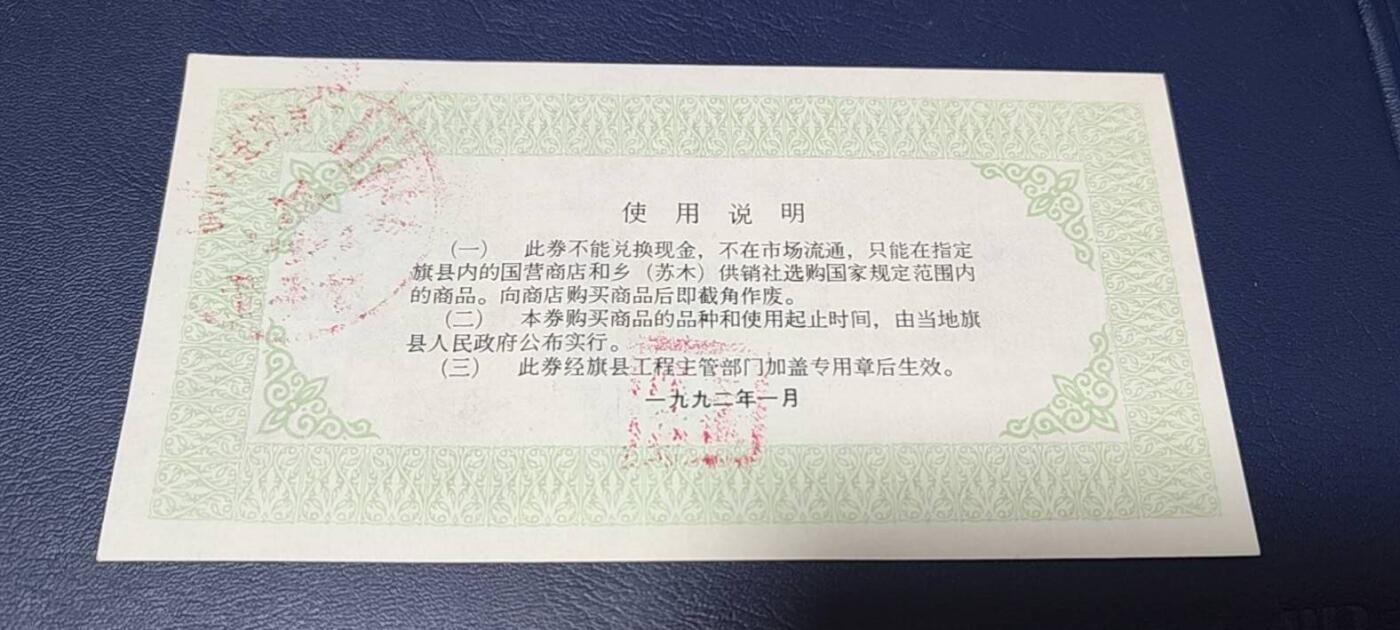 使用说明
（一） 此券不能兑换现金，不在市场流通，只能在指定
旗县内的国营商店和乡（苏木）供销社选购国家规定范围内
的商品。向商店购买商品后即截角作废。
（二） 本券购买商品的品种和使用起止时间，由当地旗
县人民政府公布实行。
（三） 此券经旗县工程主管部门加盖专用章后生效。
一九九二年一月